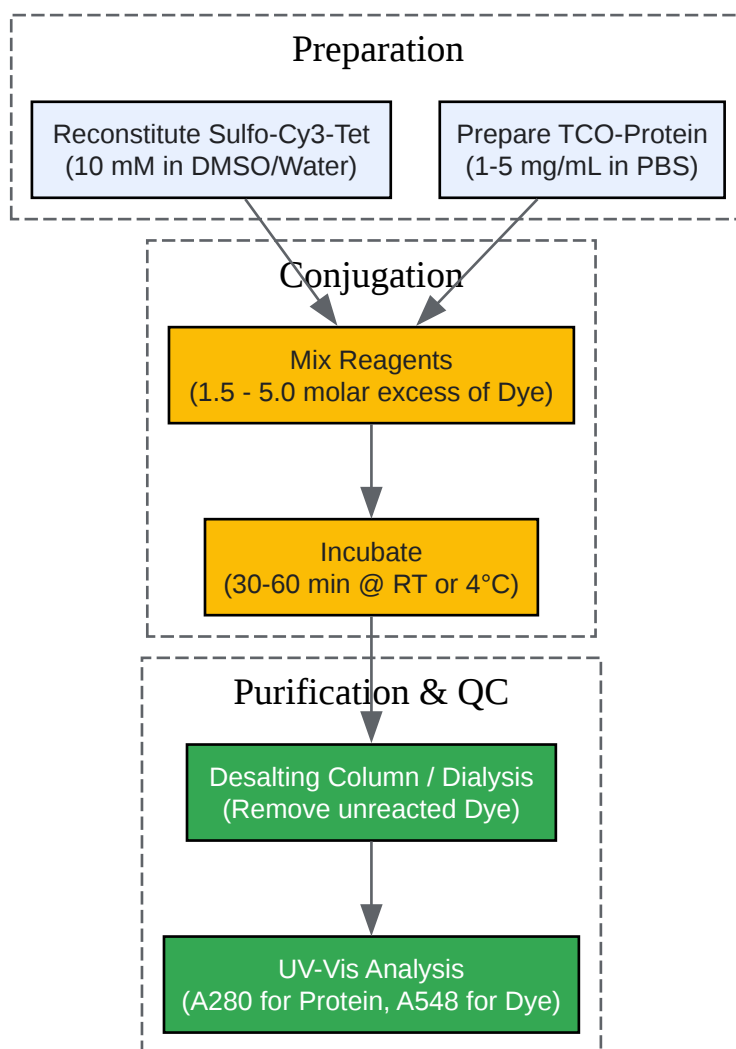 Preparation
Reconstitute Sulfo-Cy3-Tet
(10 mM in DMSO/Water)
Prepare TCO-Protein
(1-5 mg/mL in PBS)
Conjugation
Mix Reagents
(1.5 - 5.0 molar excess of Dye)
Incubate
(30-60 min @ RT or 4°C)
Purification & QC
Desalting Column / Dialysis
(Remove unreacted Dye)
UV-Vis Analysis
(A280 for Protein, A548 for Dye)